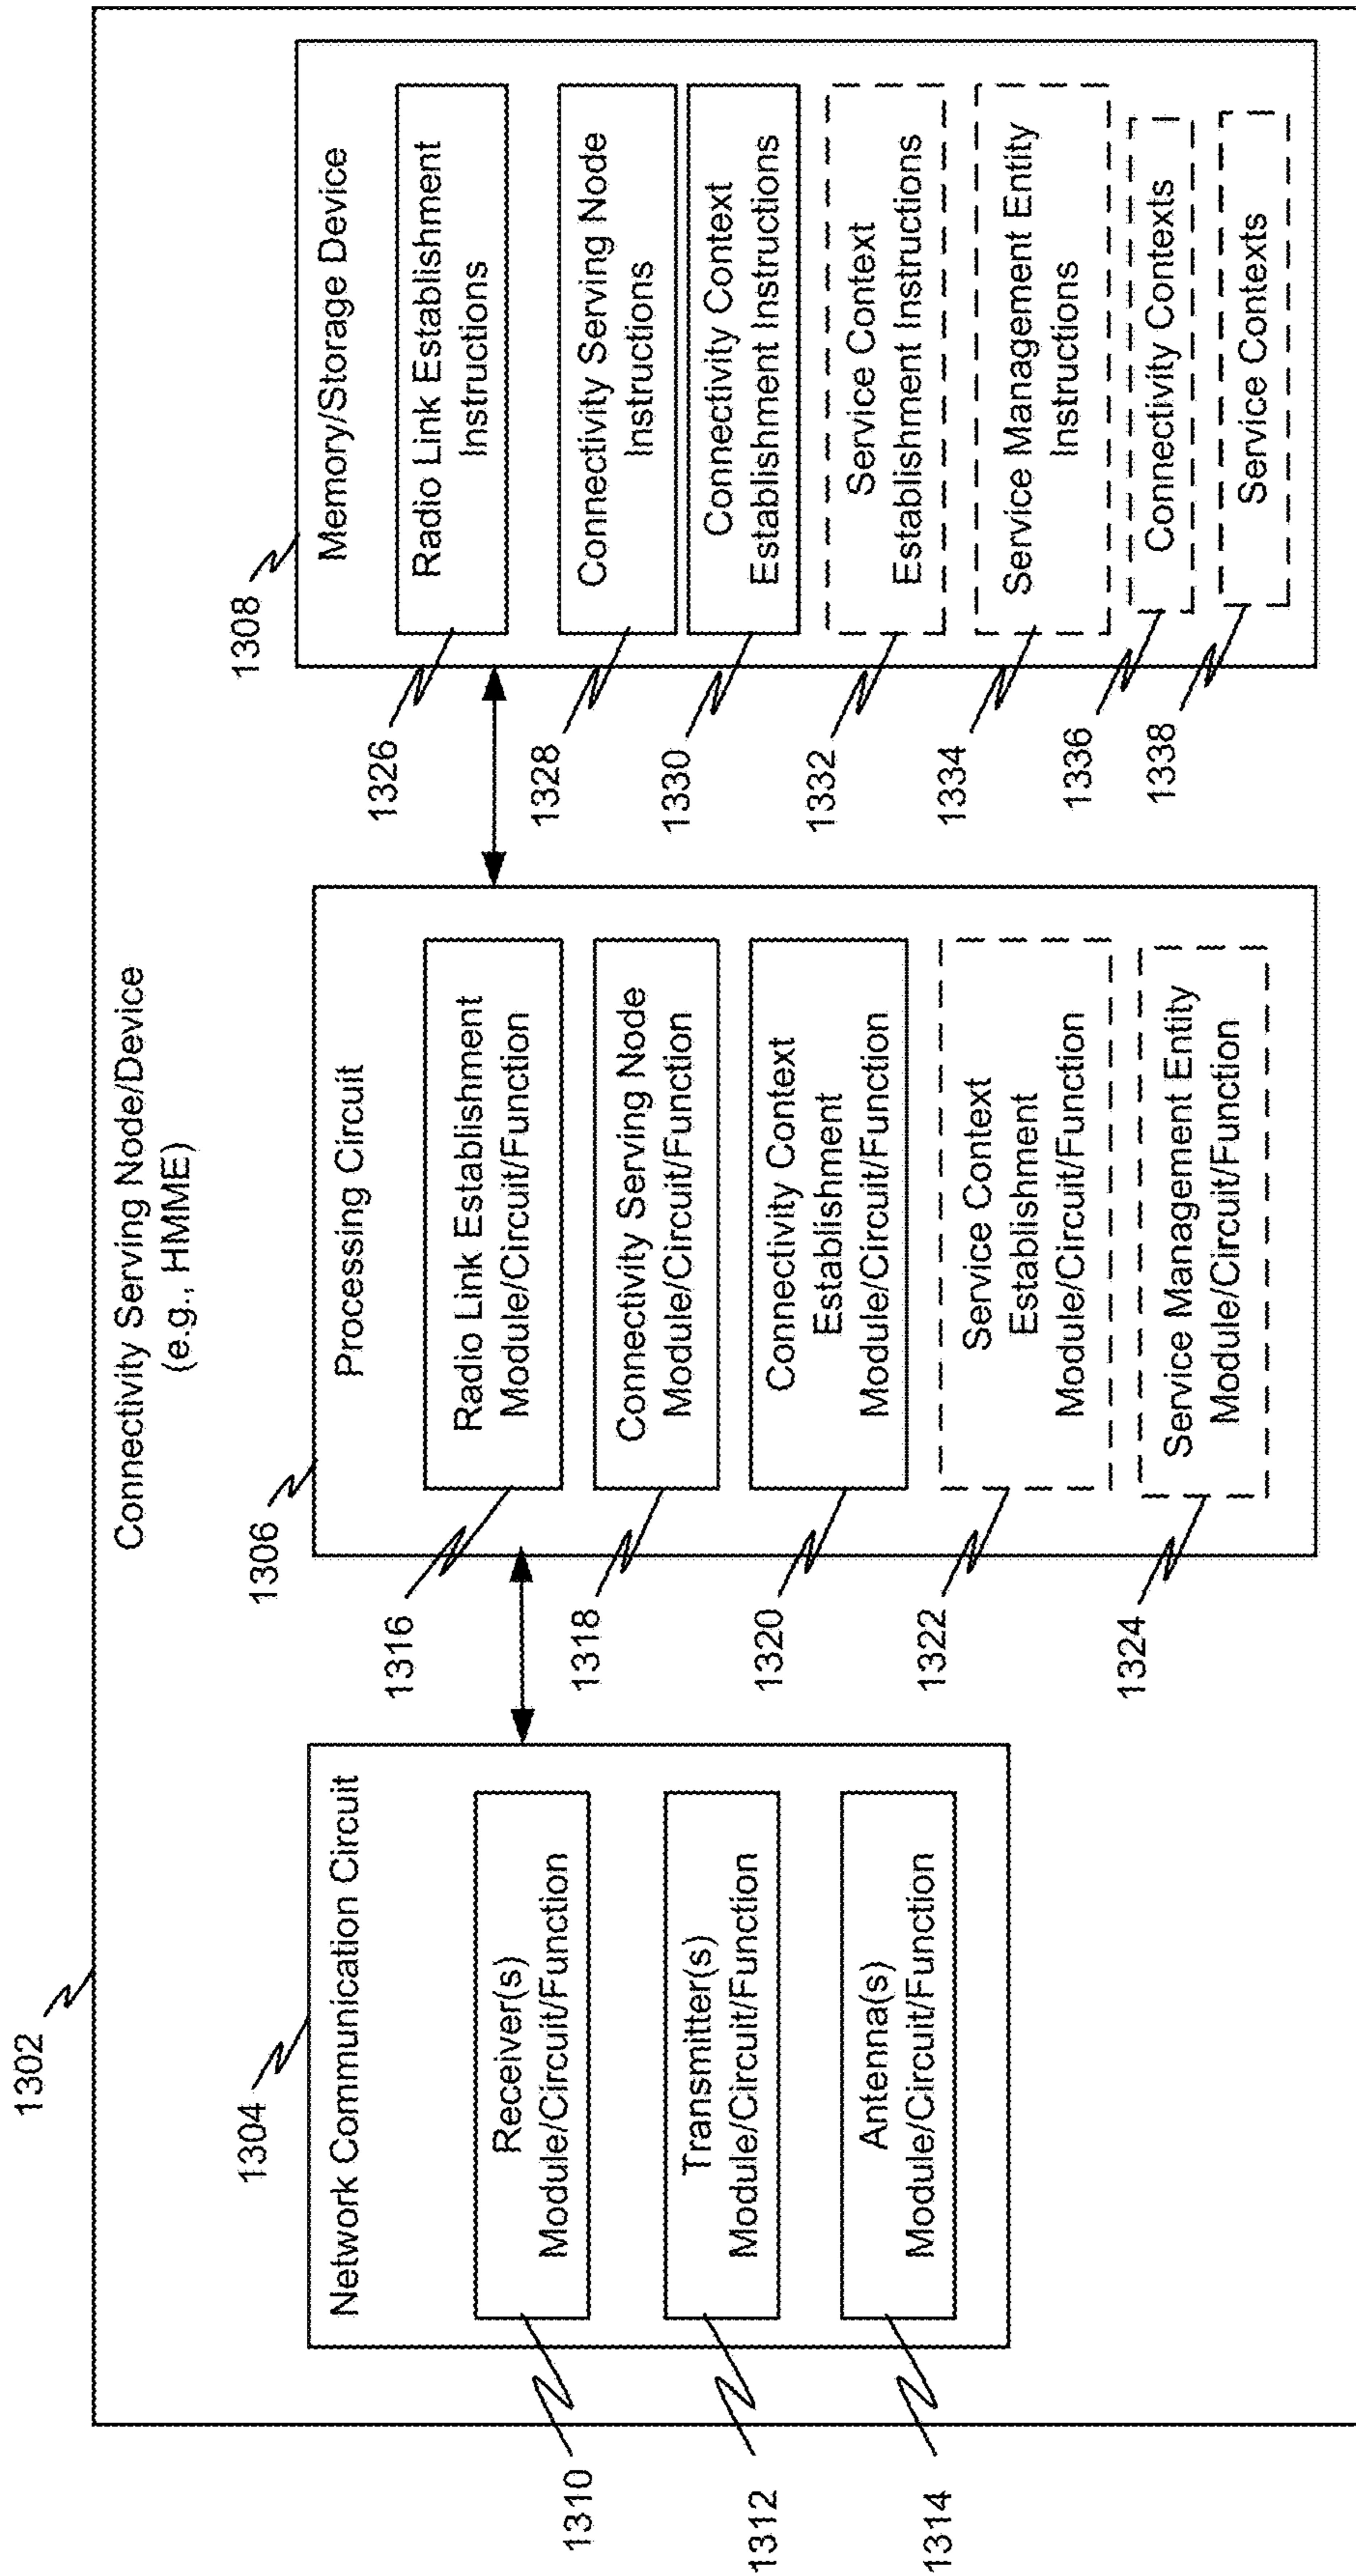 1302
Connectivity Serving Node/Device
(e.g., HMME)
1304
Network Communication Circuit
Receiver(s)
Module/Circuit/Function
1310
Transmitter(s)
Module/Circuit/Function
1312
Antenna(s)
Module/Circuit/Function
1314
1306
Processing Circuit
Radio Link Establishment
Module/Circuit/Function
1316
Connectivity Serving Node
Module/Circuit/Function
1318
Connectivity Context
Establishment
Module/Circuit/Function
1320
Service Context
Establishment
Module/Circuit/Function
1322
Service Management Entity
Module/Circuit/Function
1324
1308
Memory/Storage Device
Radio Link Establishment
Instructions
1326
Connectivity Serving Node
Instructions
1328
Connectivity Context
Establishment Instructions
1330
Service Context
Establishment Instructions
1332
Service Management Entity
Instructions
1334
Connectivity Contexts
1336
Service Contexts
1338